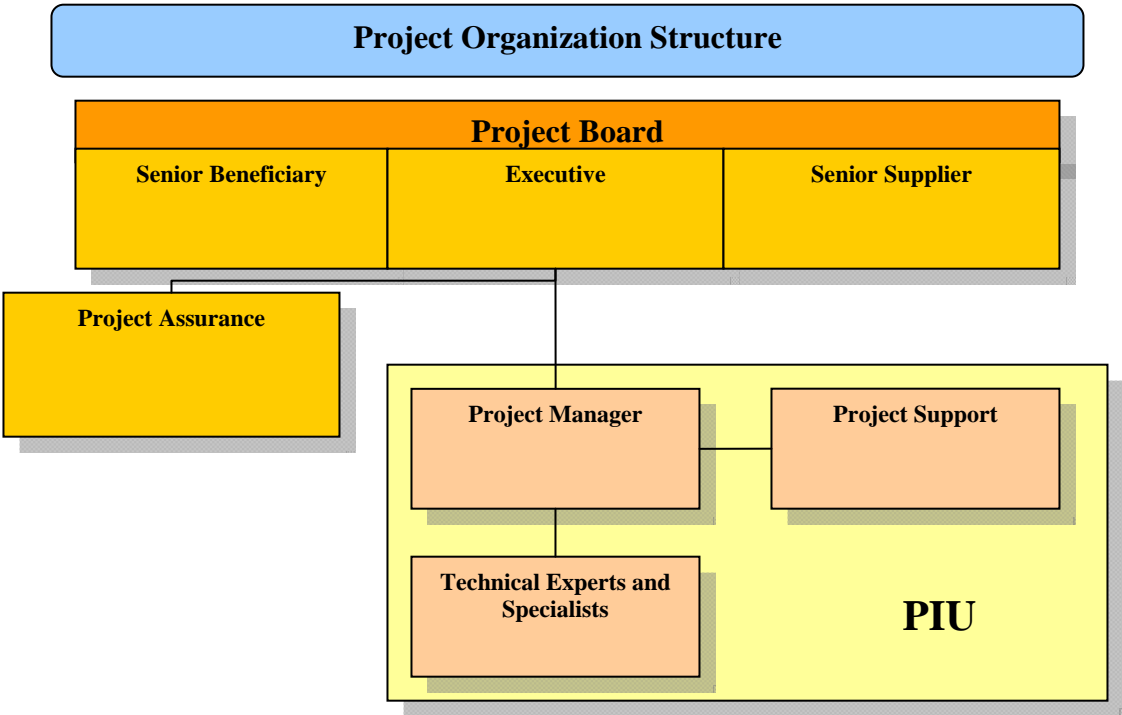 Project Organization Structure
Project Board
Senior Beneficiary
Executive
Senior Supplier
Project Assurance
Project Manager
Project Support
Technical Experts and
Specialists
PIU